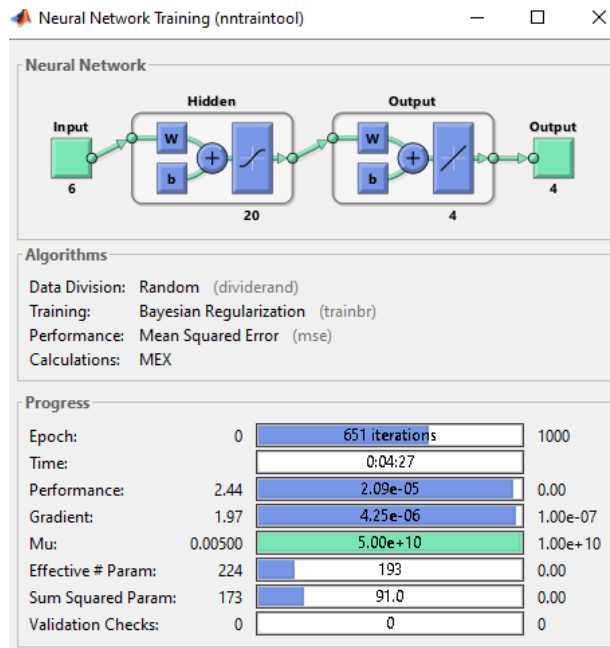 Neural Network Training (nntraintool)
Neural Network
Hidden Output
Input Output
W W
b b
+ +
6 4
20 4
Algorithms
Data Division: Random (dividerand)
Training: Bayesian Regularization (trainbr)
Performance: Mean Squared Error (mse)
Calculations: MEX
Progress
Epoch: 0 651 iterations 1000
Time: 0:04:27
Performance: 2.44 2.09e-05 0.00
Gradient: 1.97 4.25e-06 1.00e-07
Mu: 0.00500 5.00e+10 1.00e+10
Effective # Param: 224 193 0.00
Sum Squared Param: 173 91.0 0.00
Validation Checks: 0 0 0